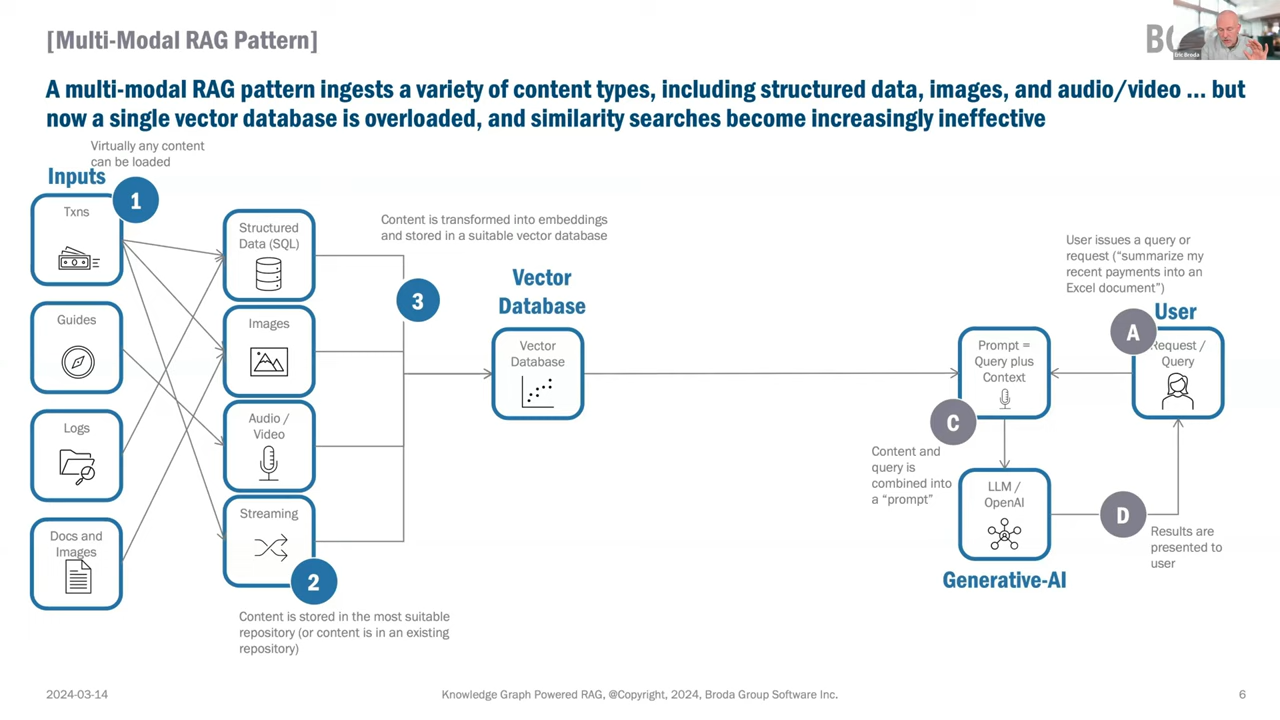 [Multi-Modal RAG Pattern]
BO
Eric Broda
A multi-modal RAG pattern ingests a variety of content types, including structured data, images, and audio/video ... but
now a single vector database is overloaded, and similarity searches become increasingly ineffective
Virtually any content
can be loaded
Inputs
1
Txns
Guides
Logs
Docs and
Images
Structured
Data (SQL)
Images
Audio /
Video
Streaming
2
Content is stored in the most suitable
repository (or content is in an existing
repository)
Content is transformed into embeddings
and stored in a suitable vector database
3
Vector
Database
Vector
Database
User issues a query or
request (“summarize my
recent payments into an
Excel document”)
User
A
Request /
Query
Prompt =
Query plus
Context
C
Content and
query is
combined into
a “prompt”
LLM /
OpenAI
Generative-AI
D
Results are
presented to
user
2024-03-14
Knowledge Graph Powered RAG, @Copyright, 2024, Broda Group Software Inc.
6